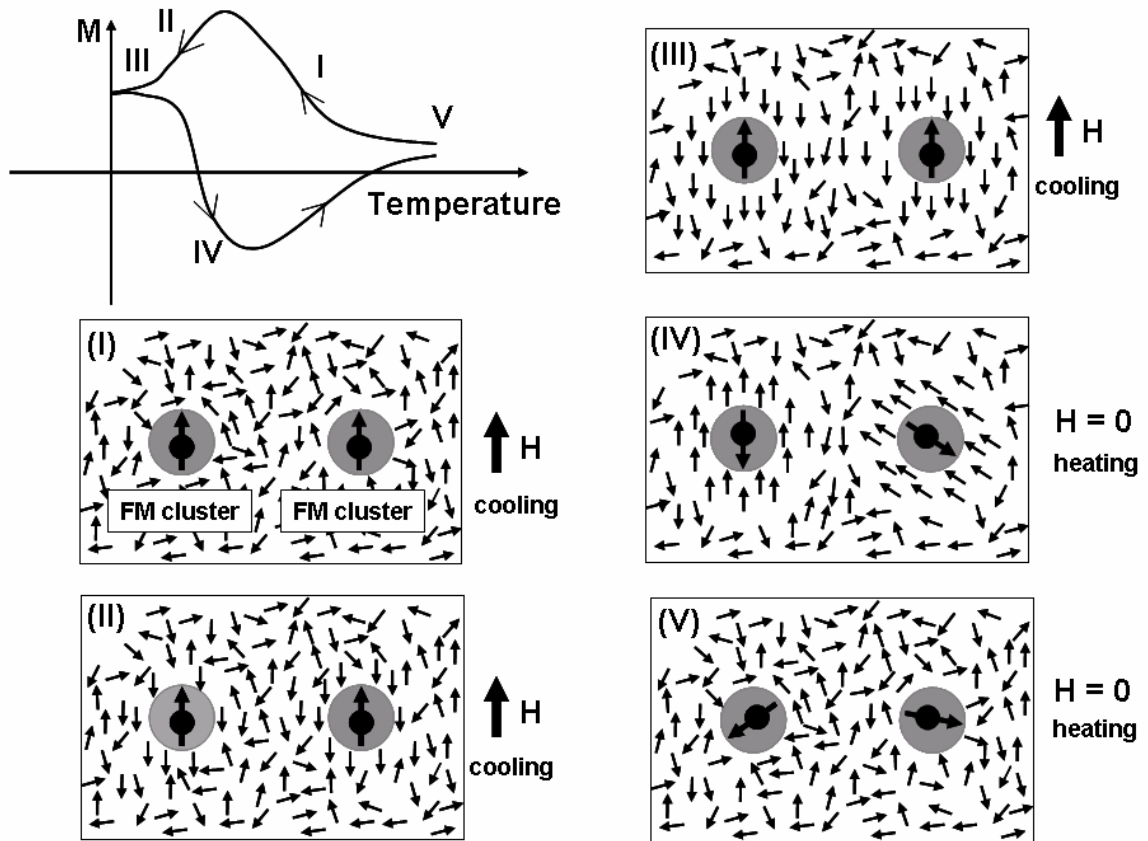 M
II
III
I
V
IV
Temperature
(III)
H
cooling
(I)
FM cluster
FM cluster
H
cooling
(IV)
H = 0
heating
(II)
H
cooling
(V)
H = 0
heating